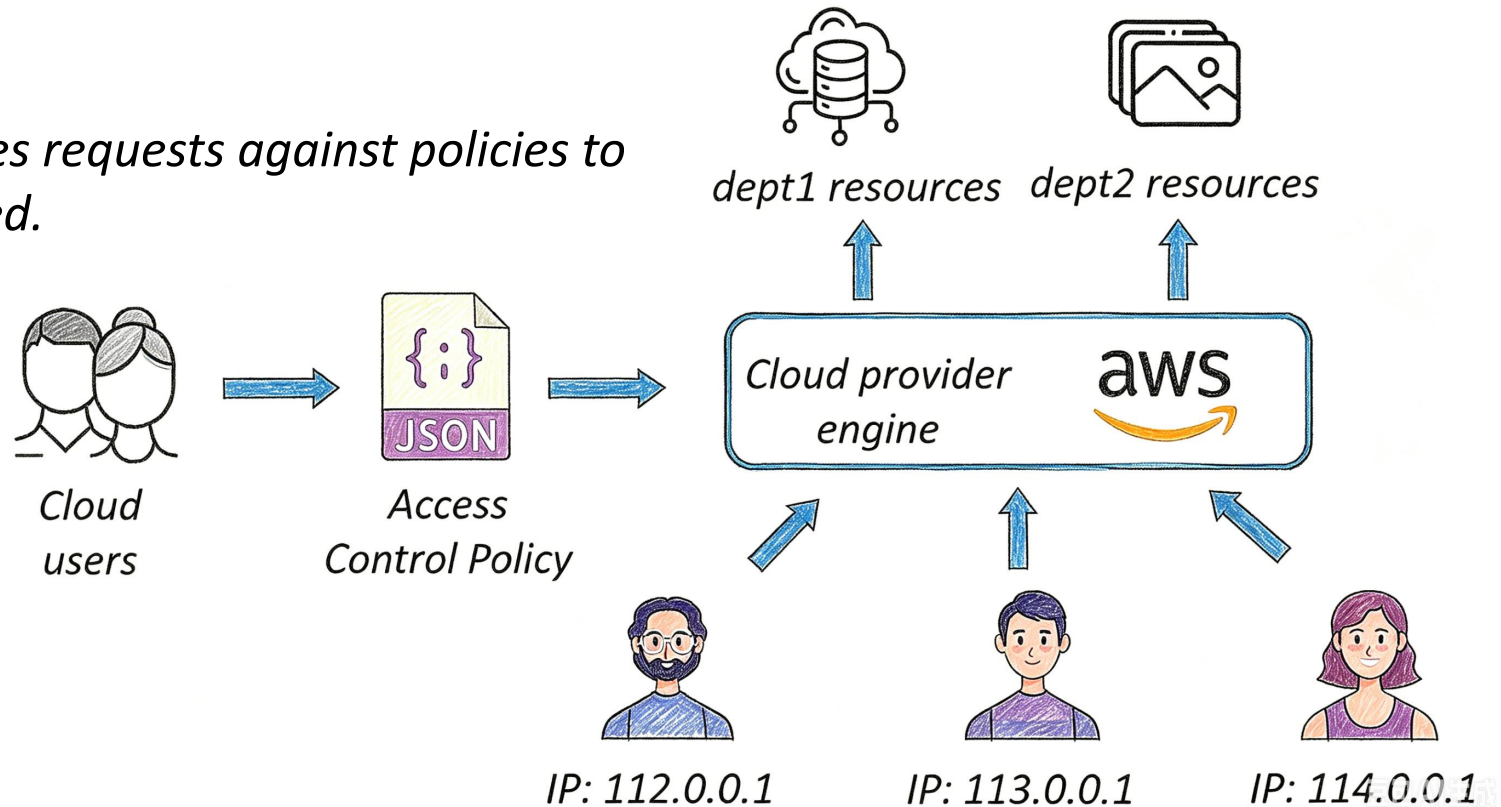 es requests against policies to
ed.
dept1 resources
dept2 resources
Cloud provider
engine
aws
{:}
JSON
Cloud
users
Access
Control Policy
IP: 112.0.0.1
IP: 113.0.0.1
IP: 114.0.0.1